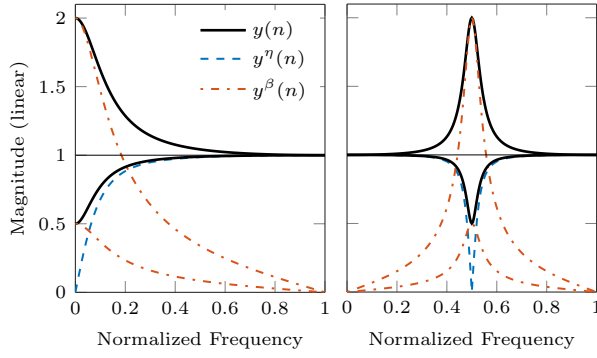 2
1.5
1
0.5
0
Magnitude (linear)
y(n)
y^η(n)
y^β(n)
0 0.2 0.4 0.6 0.8 1
0 0.2 0.4 0.6 0.8 1
Normalized Frequency
Normalized Frequency